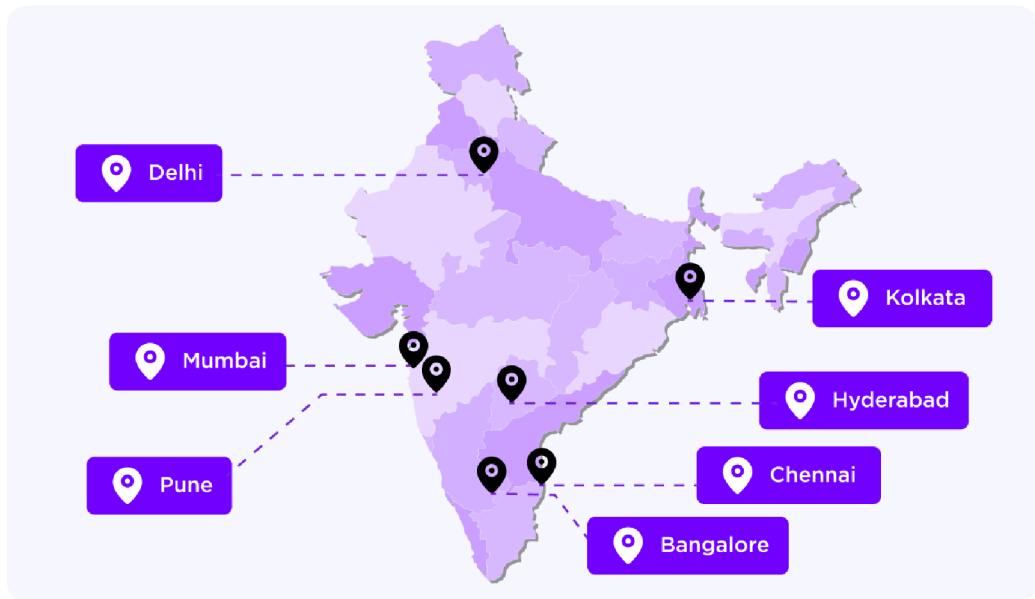 Delhi
Kolkata
Mumbai
Hyderabad
Pune
Chennai
Bangalore